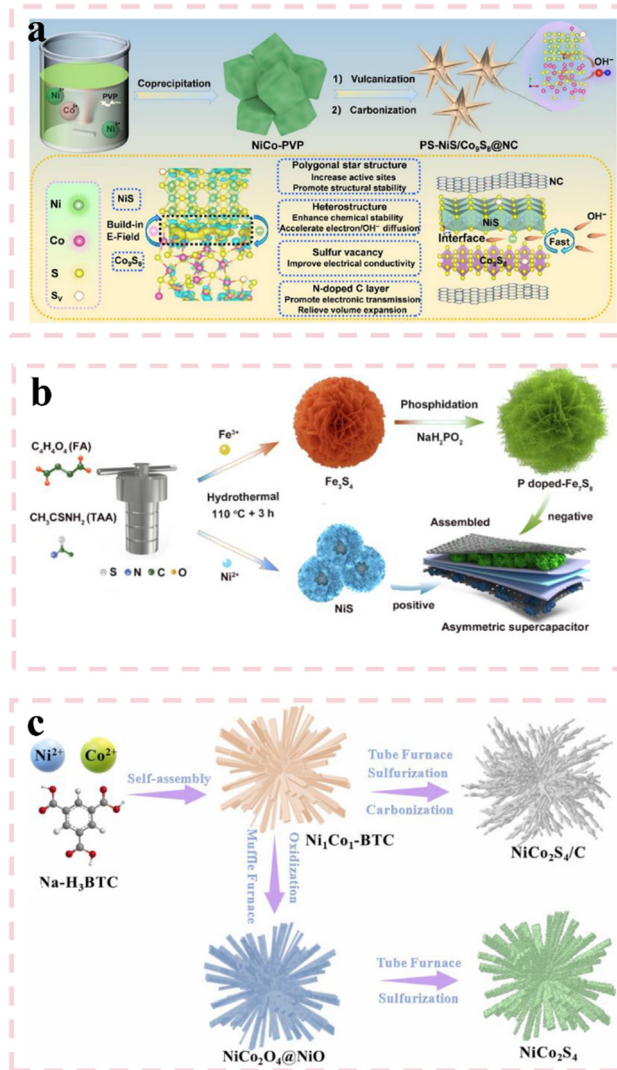 a
Coprecipitation
1) Vulcanization
2) Carbonization
OH⁻
Ni²⁺
PVP
Co²⁺
Ni²⁺
NiCo-PVP
PS-NiS/Co₉S₈@NC
Ni
Co
S
Sᵥ
NiS
Build-in
E-Field
Co₉S₈
Polygonal star structure
Increase active sites
Promote structural stability
Heterostructure
Enhance chemical stability
Accelerate electron/OH⁻ diffusion
Sulfur vacancy
Improve electrical conductivity
N-doped C layer
Promote electronic transmission
Relieve volume expansion
NC
NiS
OH⁻
Interface
Fast
Co₉S₈
b
C₄H₄O₄ (FA)
CH₃CSNH₂ (TAA)
S N C O
Fe³⁺
Hydrothermal
110 °C + 3 h
Ni²⁺
Fe₃S₄
Phosphidation
NaH₂PO₂
P doped-Fe₇S₈
negative
Assembled
NiS
positive
Asymmetric supercapacitor
c
Ni²⁺ Co²⁺
Self-assembly
Na-H₃BTC
Ni₁Co₁-BTC
Tube Furnace
Sulfurization
Carbonization
NiCo₂S₄/C
Muffle Furnace
Oxidization
NiCo₂O₄@NiO
Tube Furnace
Sulfurization
NiCo₂S₄